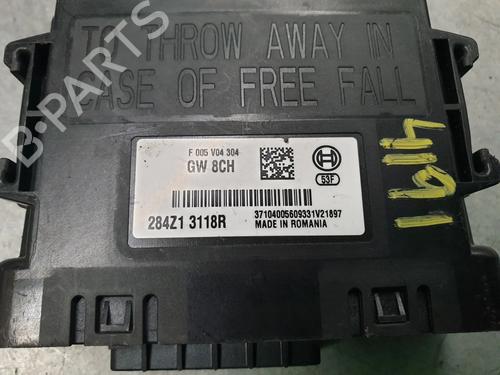 TO THROW AWAY IN
CASE OF FREE FALL
B-PARTS
F 005 V04 304
GW 8CH
53F
284Z1 3118R
37104005609331V21897
MADE IN ROMANIA